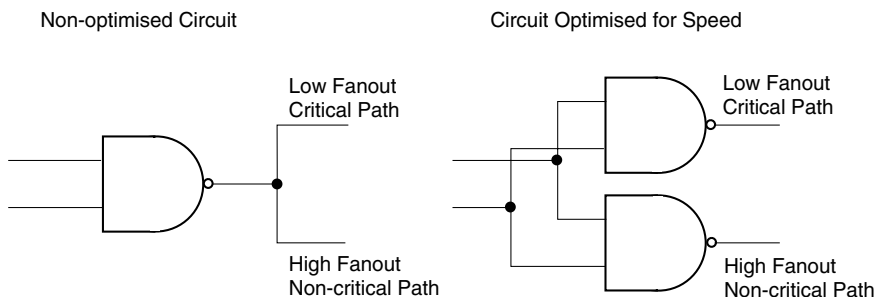 Non-optimised Circuit
Circuit Optimised for Speed
Low Fanout
Critical Path
High Fanout
Non-critical Path
Low Fanout
Critical Path
High Fanout
Non-critical Path